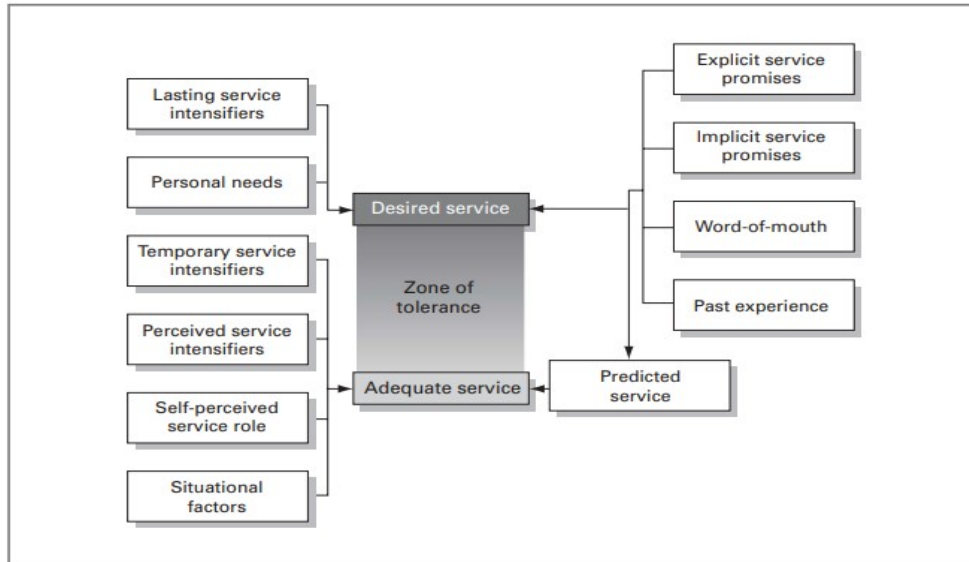 Lasting service
intensifiers
Personal needs
Temporary service
intensifiers
Perceived service
intensifiers
Self-perceived
service role
Situational
factors
Desired service
Zone of
tolerance
Adequate service
Explicit service
promises
Implicit service
promises
Word-of-mouth
Past experience
Predicted
service